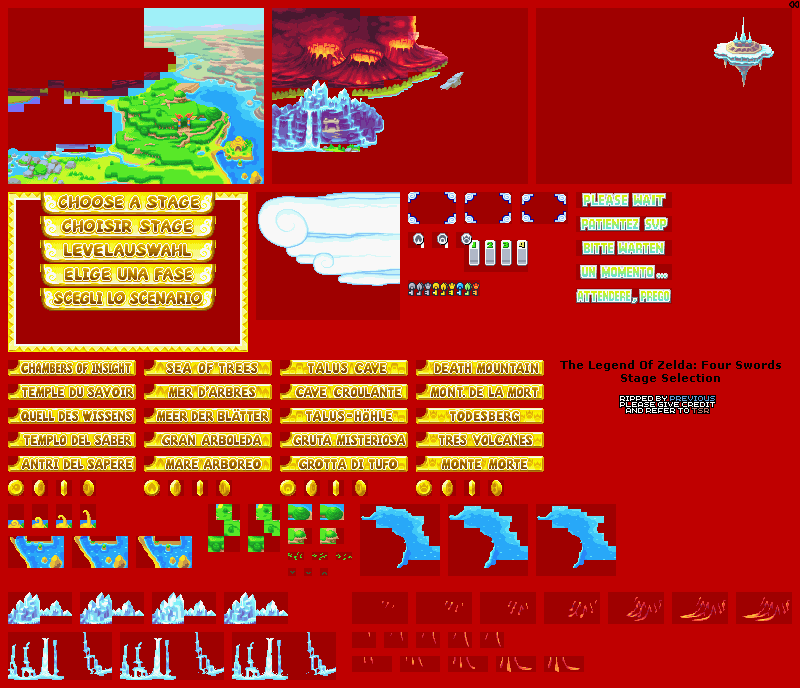 CHOOSE A STAGE
CHOISIR STAGE
LEVELAUSWAHL
ELIGE UNA FASE
SCEGLI LO SCENARIO
1 2 3 4
PLEASE WAIT
PATIENTEZ SVP
BITTE WARTEN
UN MOMENTO...
ATTENDERE, PREGO
CHAMBERS OF INSIGHT SEA OF TREES TALUS CAVE DEATH MOUNTAIN
TEMPLE DU SAVOIR MER D'ARBRES CAVE CROULANTE MONT. DE LA MORT
QUELL DES WISSENS MEER DER BLÄTTER TALUS-HÖHLE TODESBERG
TEMPLO DEL SABER GRAN ARBOLEDA GRUTA MISTERIOSA TRES VOLCANES
ANTRI DEL SAPERE MARE ARBOREO GROTTA DI TUFO MONTE MORTE
The Legend Of Zelda: Four Swords
Stage Selection
RIPPED BY PREVIOUS
PLEASE GIVE CREDIT
AND REFER TO TSR